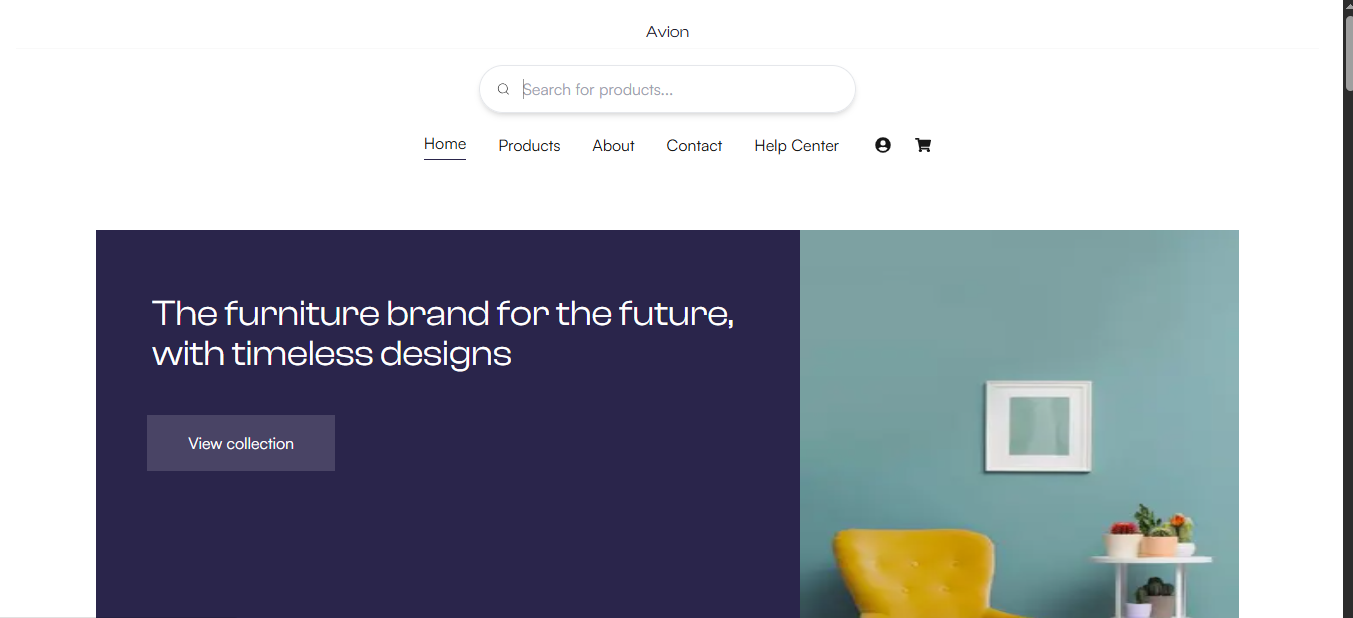 Avion
Search for products...
Home Products About Contact Help Center
The furniture brand for the future,
with timeless designs
View collection